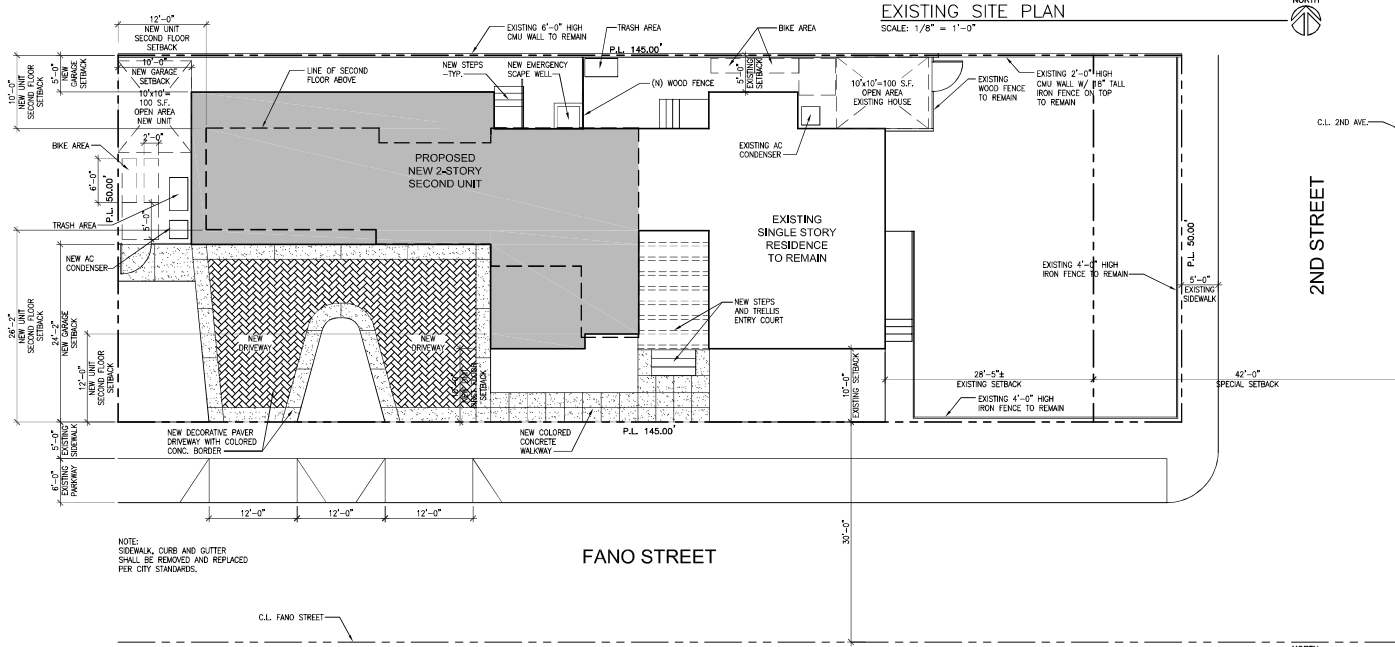 EXISTING SITE PLAN
SCALE: 1/8" = 1'-0"
NORTH
12'-0"
NEW UNIT
SECOND FLOOR
SETBACK
EXISTING 6'-0" HIGH
CMU WALL TO REMAIN
TRASH AREA
BIKE AREA
P.L. 145.00'
10'-0"
NEW UNIT
SECOND FLOOR
SETBACK
5'-0"
NEW
GARAGE
SETBACK
10'-0"
NEW GARAGE
SETBACK
10'x10'=
100 S.F.
OPEN AREA
NEW UNIT
LINE OF SECOND
FLOOR ABOVE
NEW STEPS
-TYP.
NEW EMERGENCY
SCAPE WELL
(N) WOOD FENCE
5'-0"
EXISTING
SETBACK
10'x10'=100 S.F.
OPEN AREA
EXISTING HOUSE
EXISTING
WOOD FENCE
TO REMAIN
EXISTING 2'-0" HIGH
CMU WALL W/ 18" TALL
IRON FENCE ON TOP
TO REMAIN
C.L. 2ND AVE.
BIKE AREA
2'-0"
6'-0"
P.L. 50.00'
5'-0"
TRASH AREA
NEW AC
CONDENSER
PROPOSED
NEW 2-STORY
SECOND UNIT
EXISTING AC
CONDENSER
EXISTING
SINGLE STORY
RESIDENCE
TO REMAIN
2ND STREET
P.L. 50.00'
EXISTING 4'-0" HIGH
IRON FENCE TO REMAIN
5'-0"
EXISTING
SIDEWALK
26'-2"
NEW UNIT
SECOND FLOOR
SETBACK
24'-2"
NEW GARAGE
SETBACK
12'-0"
NEW UNIT
SECOND FLOOR
SETBACK
NEW
DRIVEWAY
NEW
DRIVEWAY
10'-0"
NEW UNIT
FIRST FLOOR
SETBACK
NEW STEPS
AND TRELLIS
ENTRY COURT
10'-0"
EXISTING SETBACK
28'-5"±
EXISTING SETBACK
42'-0"
SPECIAL SETBACK
EXISTING 4'-0" HIGH
IRON FENCE TO REMAIN
NEW DECORATIVE PAVER
DRIVEWAY WITH COLORED
CONC. BORDER
NEW COLORED
CONCRETE
WALKWAY
P.L. 145.00'
5'-0"
EXISTING
SIDEWALK
6'-0"
EXISTING
PARKWAY
12'-0"
12'-0"
12'-0"
30'-0"
NOTE:
SIDEWALK, CURB AND GUTTER
SHALL BE REMOVED AND REPLACED
PER CITY STANDARDS.
FANO STREET
C.L. FANO STREET
NORTH